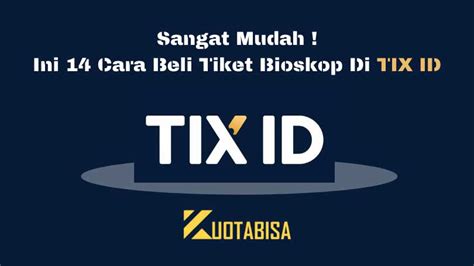 Sangat Mudah !
Ini 14 Cara Beli Tiket Bioskop Di TIX ID
TIX ID
KUOTABISA